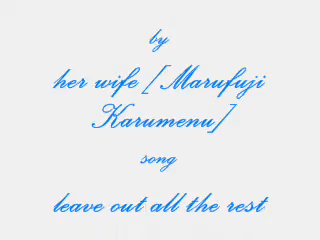 by
her wife [Marufuji
Karumenu]
song
leave out all the rest